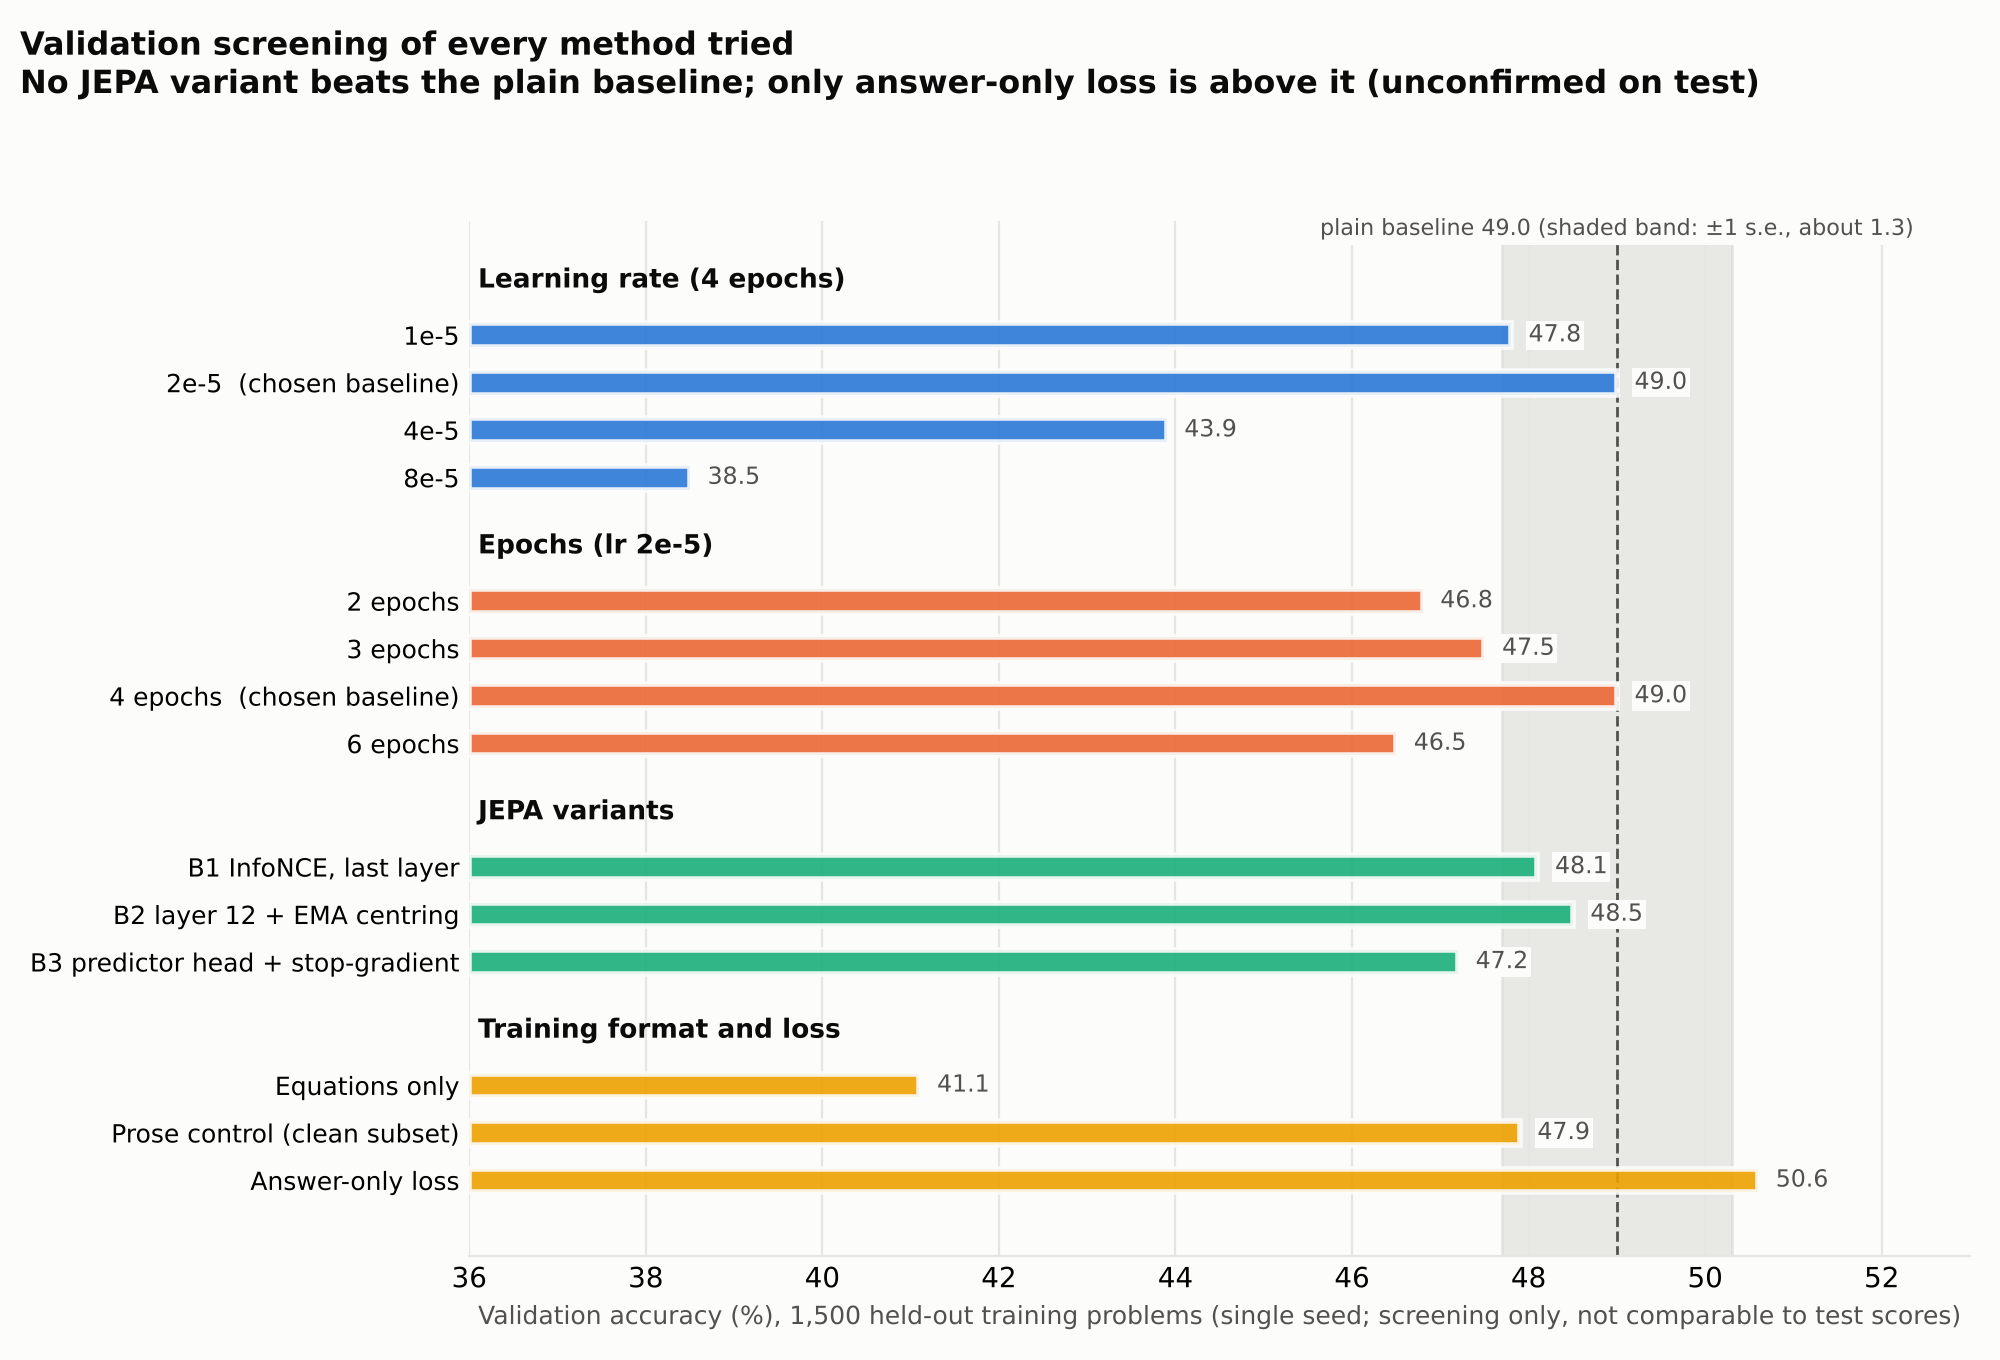 Validation screening of every method tried
No JEPA variant beats the plain baseline; only answer-only loss is above it (unconfirmed on test)
plain baseline 49.0 (shaded band: ±1 s.e., about 1.3)
Learning rate (4 epochs)
1e-5 47.8
2e-5 (chosen baseline) 49.0
4e-5 43.9
8e-5 38.5
Epochs (lr 2e-5)
2 epochs 46.8
3 epochs 47.5
4 epochs (chosen baseline) 49.0
6 epochs 46.5
JEPA variants
B1 InfoNCE, last layer 48.1
B2 layer 12 + EMA centring 48.5
B3 predictor head + stop-gradient 47.2
Training format and loss
Equations only 41.1
Prose control (clean subset) 47.9
Answer-only loss 50.6
36 38 40 42 44 46 48 50 52
Validation accuracy (%), 1,500 held-out training problems (single seed; screening only, not comparable to test scores)